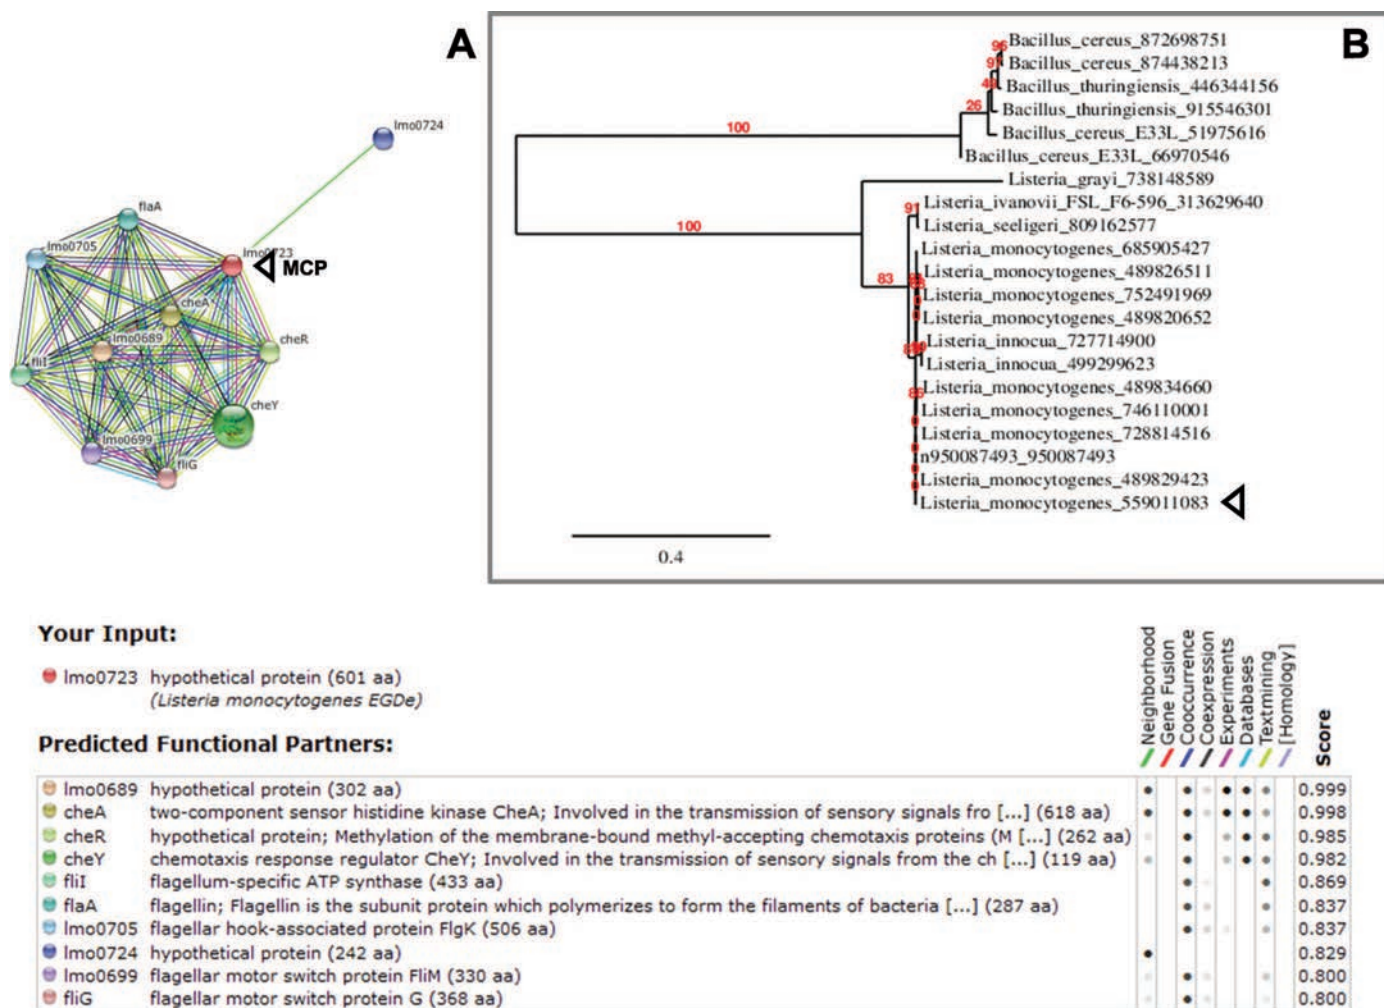 A
lmo0724
flaA
lmo0705
lmo0723
MCP
cheA
lmo0689
cheR
fliI
cheY
lmo0699
fliG
B
96
Bacillus_cereus_872698751
Bacillus_cereus_874438213
Bacillus_thuringiensis_446344156
Bacillus_thuringiensis_915546301
26
100
Bacillus_cereus_E33L_51975616
Bacillus_cereus_E33L_66970546
Listeria_grayi_738148589
Listeria_ivanovii_FSL_F6-596_313629640
91
Listeria_seeligeri_809162577
100
Listeria_monocytogenes_685905427
83
Listeria_monocytogenes_489826511
Listeria_monocytogenes_752491969
Listeria_monocytogenes_489820652
Listeria_innocua_727714900
Listeria_innocua_499299623
Listeria_monocytogenes_489834660
86
Listeria_monocytogenes_746110001
Listeria_monocytogenes_728814516
n950087493_950087493
Listeria_monocytogenes_489829423
Listeria_monocytogenes_559011083
0.4
Your Input:
lmo0723 hypothetical protein (601 aa)
(Listeria monocytogenes EGDe)
Predicted Functional Partners:
Neighborhood
Gene Fusion
Cooccurrence
Coexpression
Experiments
Databases
Textmining
[Homology]
Score
lmo0689 hypothetical protein (302 aa) 0.999
cheA two-component sensor histidine kinase CheA; Involved in the transmission of sensory signals fro [...] (618 aa) 0.998
cheR hypothetical protein; Methylation of the membrane-bound methyl-accepting chemotaxis proteins (M [...] (262 aa) 0.985
cheY chemotaxis response regulator CheY; Involved in the transmission of sensory signals from the ch [...] (119 aa) 0.982
fliI flagellum-specific ATP synthase (433 aa) 0.869
flaA flagellin; Flagellin is the subunit protein which polymerizes to form the filaments of bacteria [...] (287 aa) 0.837
lmo0705 flagellar hook-associated protein FlgK (506 aa) 0.837
lmo0724 hypothetical protein (242 aa) 0.829
lmo0699 flagellar motor switch protein FliM (330 aa) 0.800
fliG flagellar motor switch protein G (368 aa) 0.800